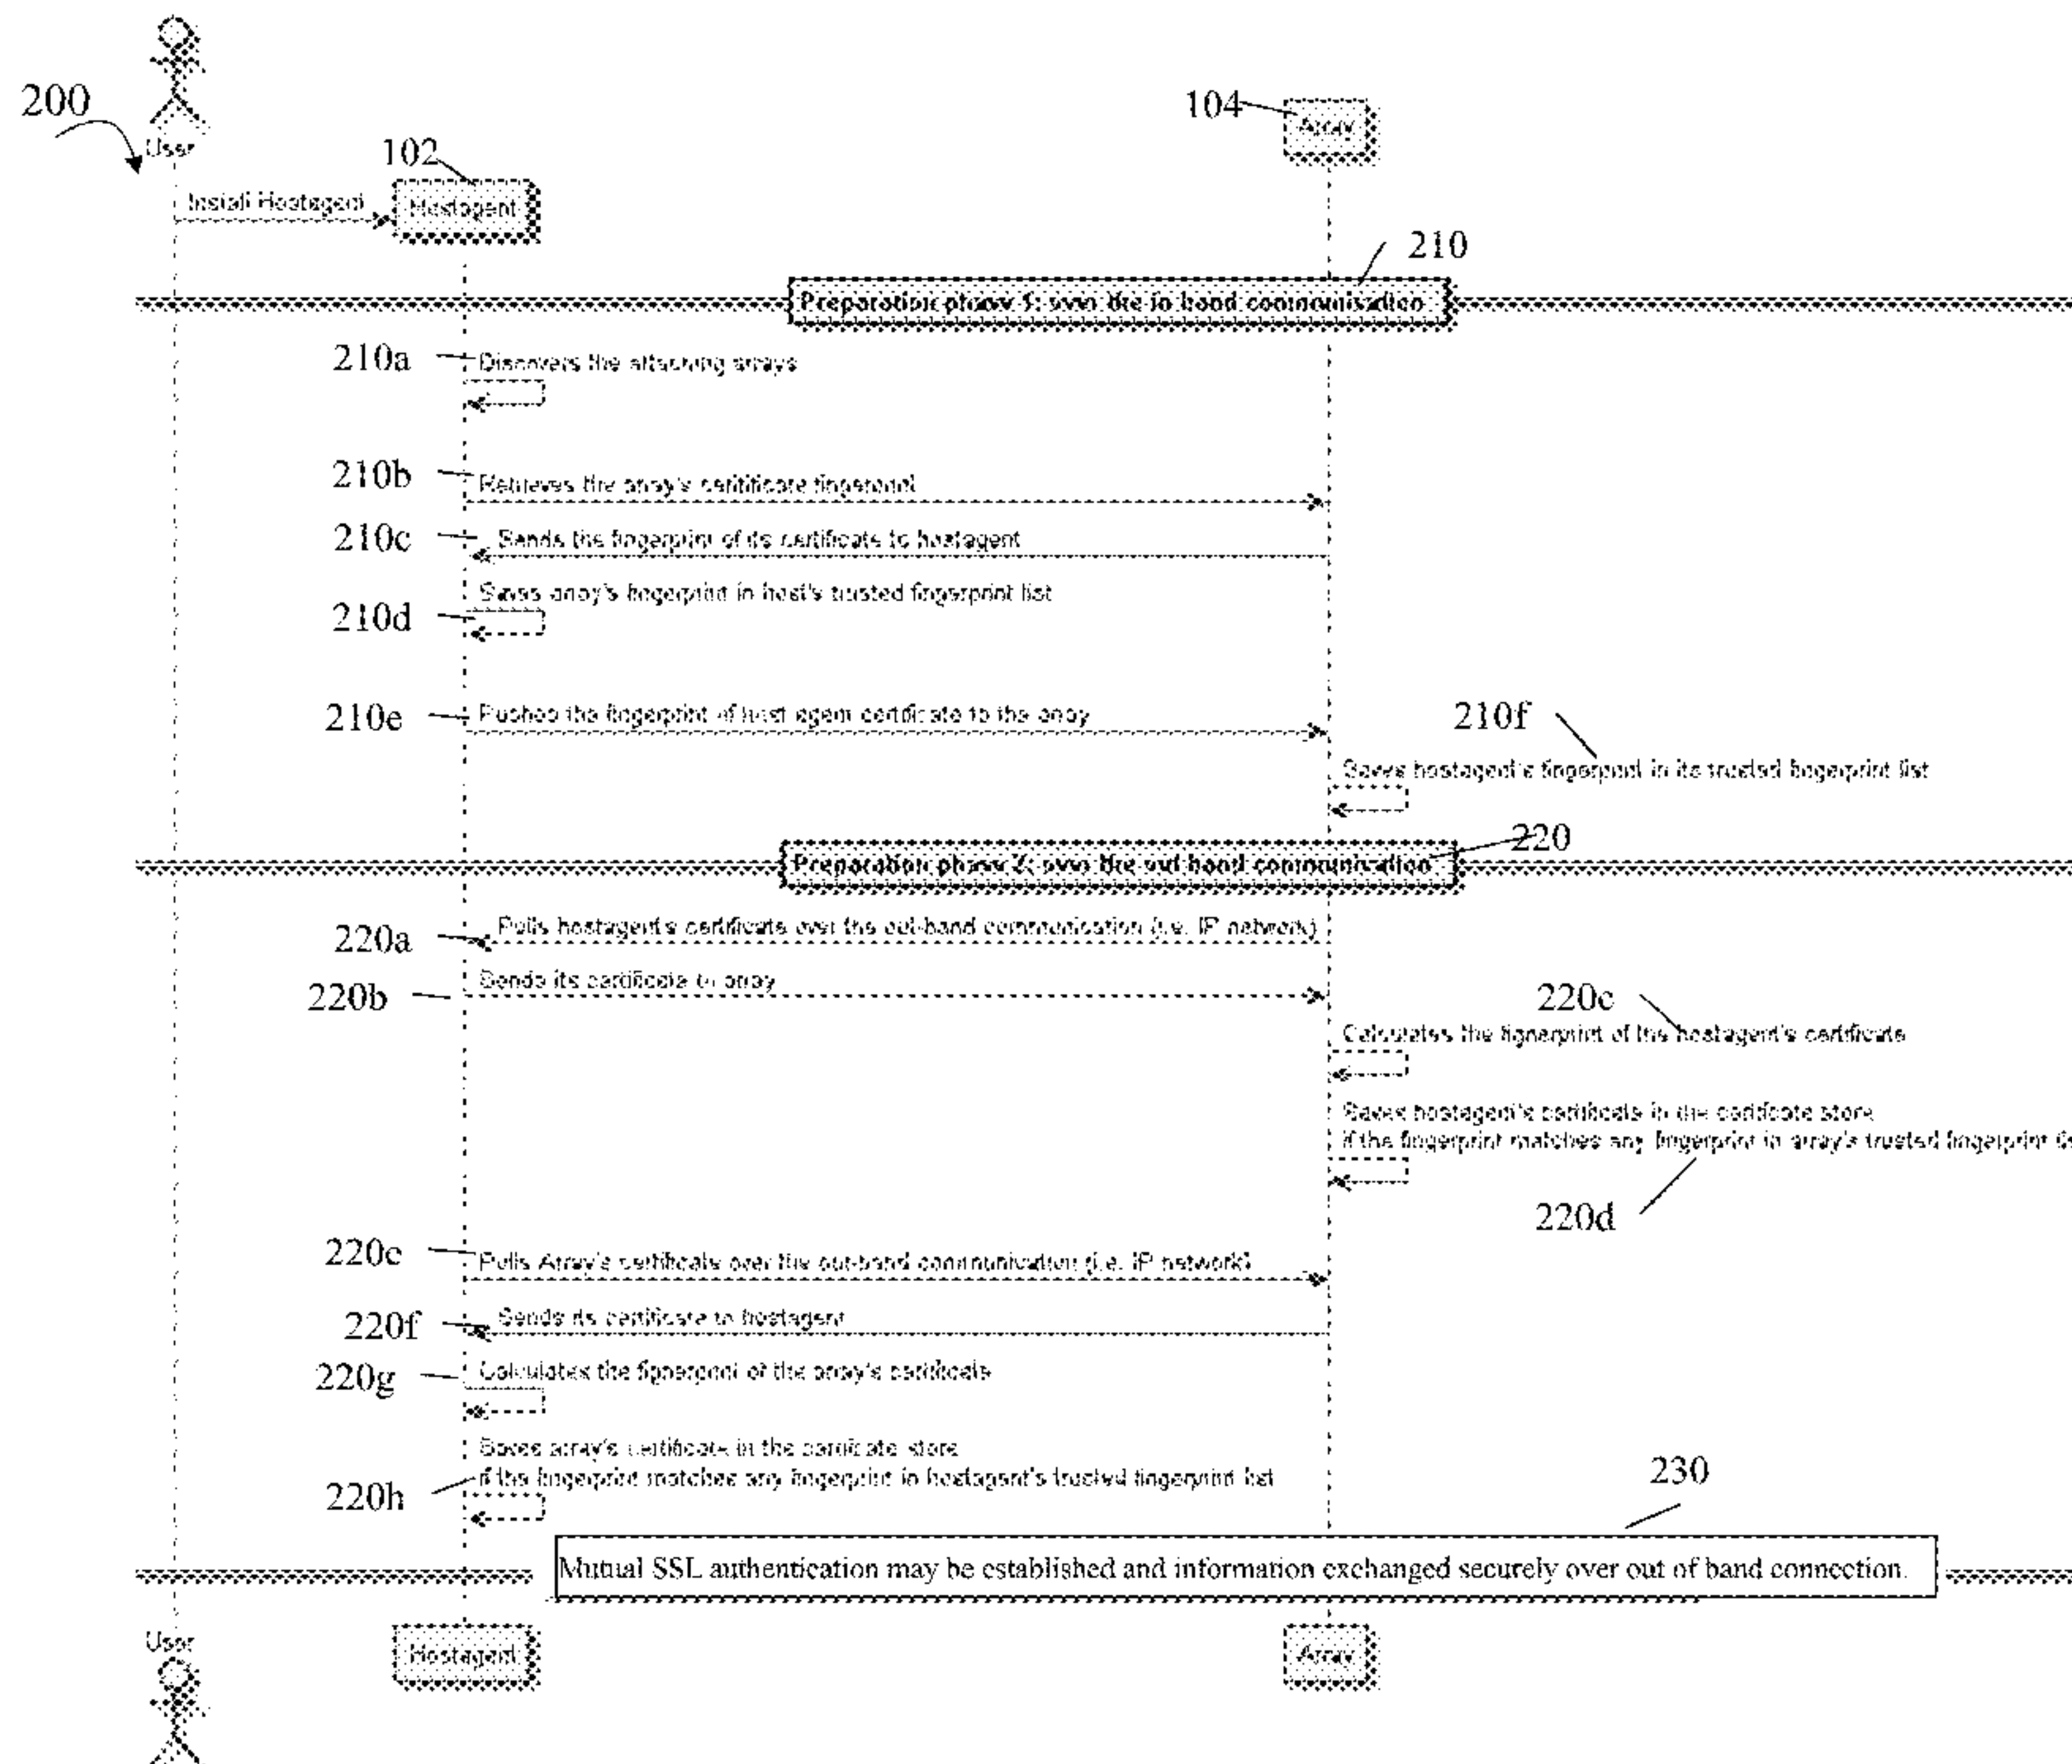 200
User
104
Array
102
Install Hostagent
Hostagent
210
Preparation phase 1: over the in band communication
210a
Discovers the attaching arrays
210b
Retrieves the array's certificate fingerprint
210c
Sends the fingerprint of its certificate to hostagent
Saves array's fingerprint in host's trusted fingerprint list
210d
210e
Pushes the fingerprint of host agent certificate to the array
210f
Saves hostagent's fingerprint in its trusted fingerprint list
220
Preparation phase 2: over the out band communication
220a
Pulls hostagent's certificate over the out-band communication (i.e. IP network)
Sends its certificate to array
220b
220c
Calculates the fignerprint of the hostagent's certificate
Saves hostagent's certificate in the certifcate store
if the fingerprint matches any fingerprint in array's trusted fingerprint
220d
220e
Pulls Array's certificate over the out-band communication (i.e. IP network)
220f
Sends its certificate to hostagent
220g
Calculates the fignerprint of the array's certificate
Saves array's certificate in the certifcate store
if the fingerprint matches any fingerprint in hostagent's trusted fingerprint list
220h
230
Mutual SSL authentication may be established and information exchanged securely over out of band connection.
User
Hostagent
Array